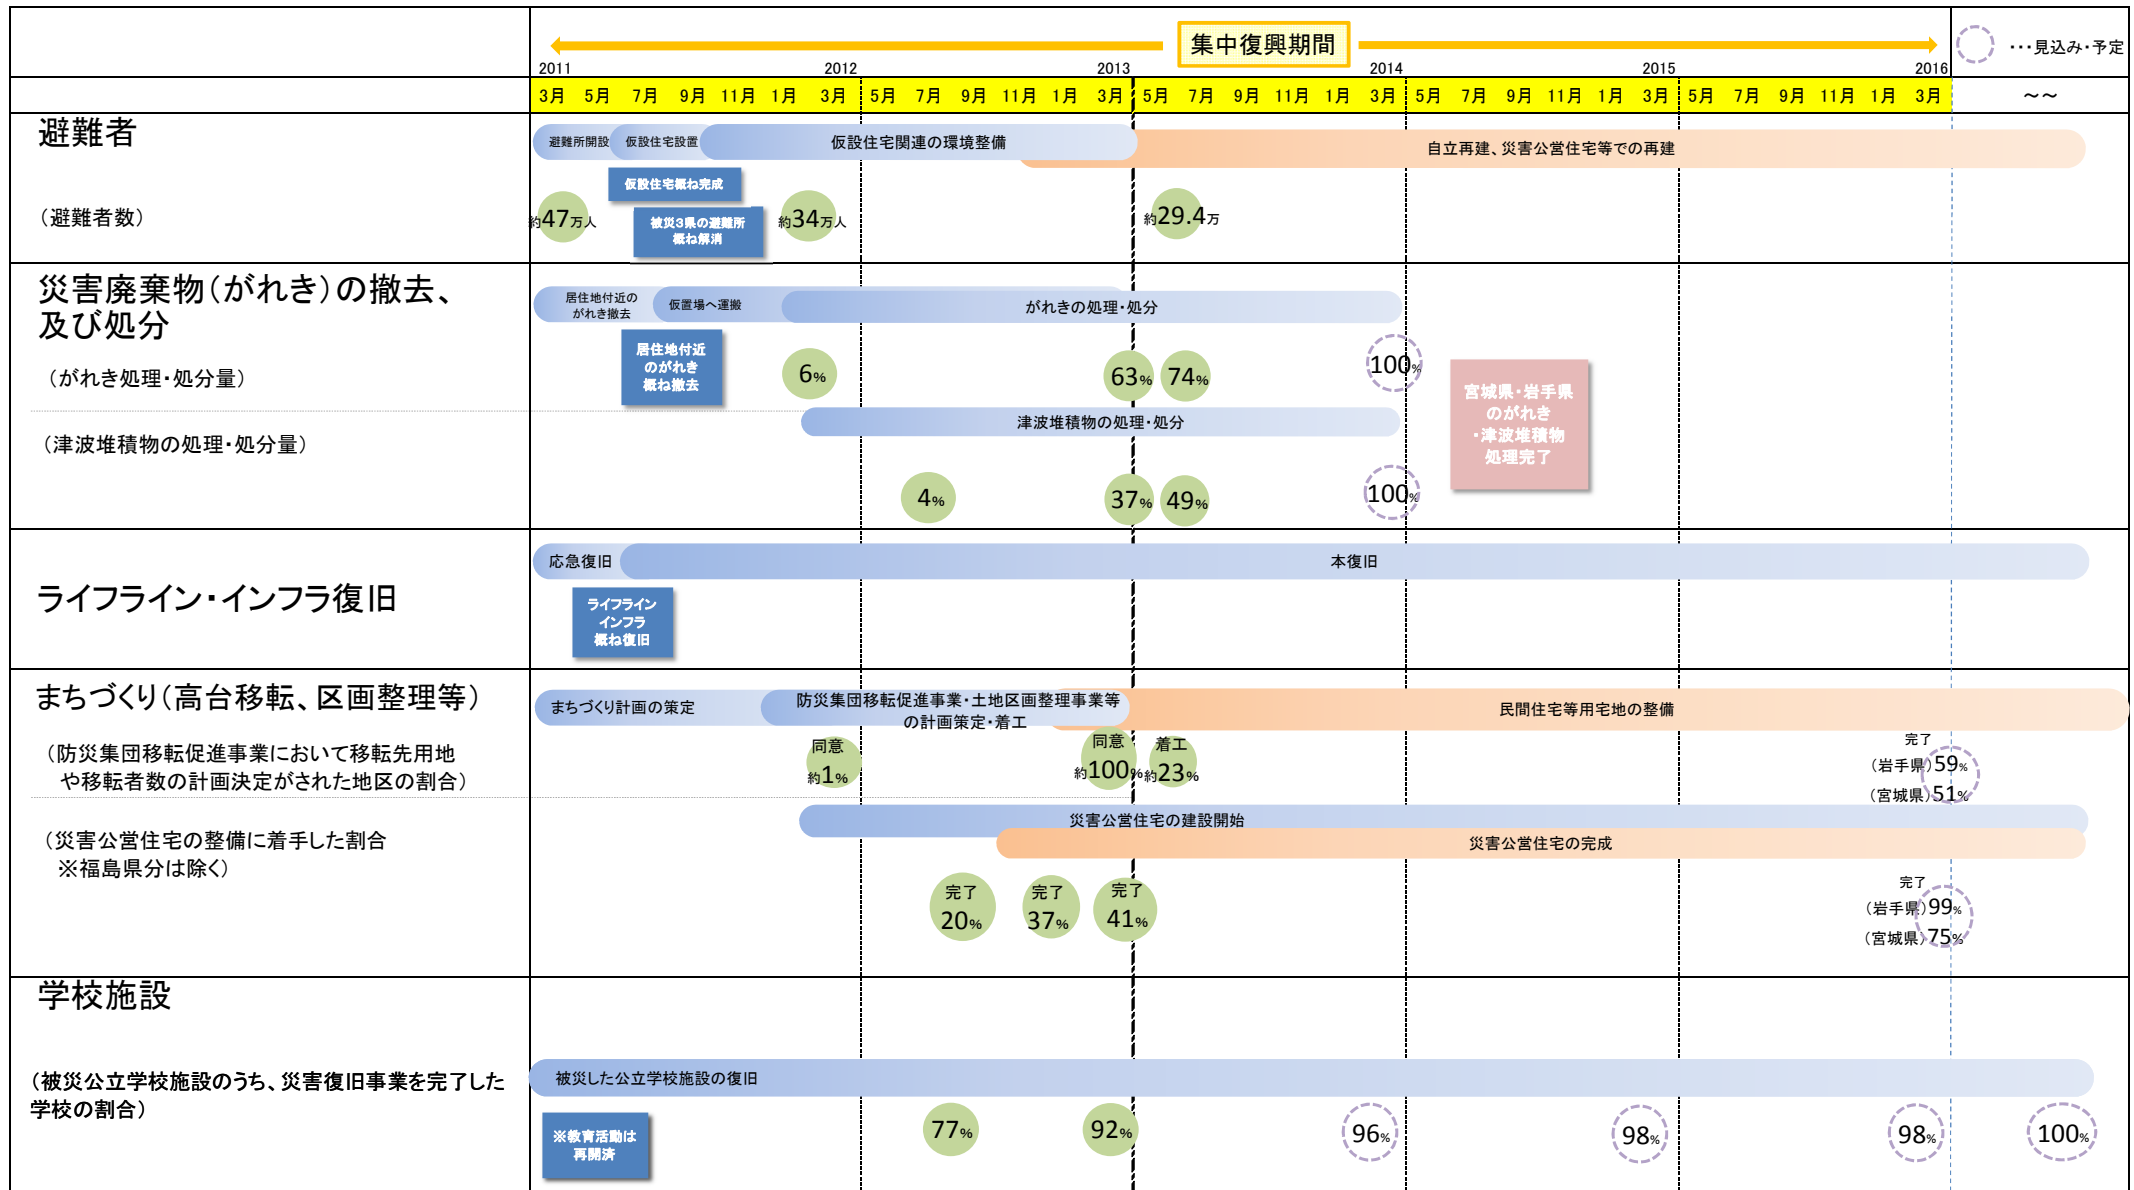 集中復興期間
・・・見込み・予定
2011
2012
2013
2014
2015
2016
3月 5月 7月 9月 11月 1月 3月 5月 7月 9月 11月 1月 3月 5月 7月 9月 11月 1月 3月 5月 7月 9月 11月 1月 3月 5月 7月 9月 11月 1月 3月 ～～
避難者
避難所開設
仮設住宅設置
仮設住宅関連の環境整備
自立再建、災害公営住宅等での再建
仮設住宅概ね完成
（避難者数）
約47万人
被災3県の避難所
概ね解消
約34万人
約29.4万
災害廃棄物（がれき）の撤去、
及び処分
居住地付近の
がれき撤去
仮置場へ運搬
がれきの処理・処分
（がれき処理・処分量）
居住地付近
のがれき
概ね撤去
6%
63%
74%
100%
宮城県・岩手県
のがれき
・津波堆積物
処理完了
（津波堆積物の処理・処分量）
津波堆積物の処理・処分
4%
37%
49%
100%
ライフライン・インフラ復旧
応急復旧
本復旧
ライフライン
インフラ
概ね復旧
まちづくり（高台移転、区画整理等）
まちづくり計画の策定
防災集団移転促進事業・土地区画整理事業等
の計画策定・着工
民間住宅等用宅地の整備
（防災集団移転促進事業において移転先用地
や移転者数の計画決定がされた地区の割合）
同意
約1%
同意
約100%
着工
約23%
完了
（岩手県）59%
（宮城県）51%
（災害公営住宅の整備に着手した割合
※福島県分は除く）
災害公営住宅の建設開始
災害公営住宅の完成
完了
20%
完了
37%
完了
41%
完了
（岩手県）99%
（宮城県）75%
学校施設
（被災公立学校施設のうち、災害復旧事業を完了した
学校の割合）
被災した公立学校施設の復旧
※教育活動は
再開済
77%
92%
96%
98%
98%
100%